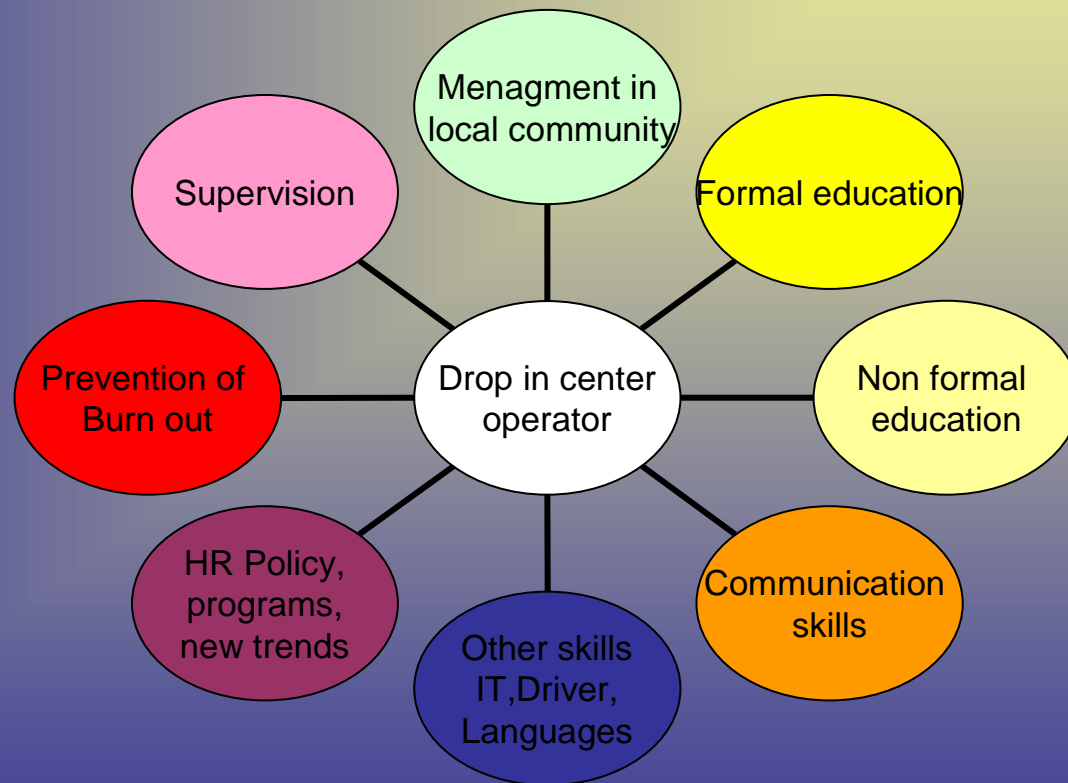 Menagment in
local community
Supervision
Formal education
Prevention of
Burn out
Drop in center
operator
Non formal
education
HR Policy,
programs,
new trends
Communication
skills
Other skills
IT,Driver,
Languages